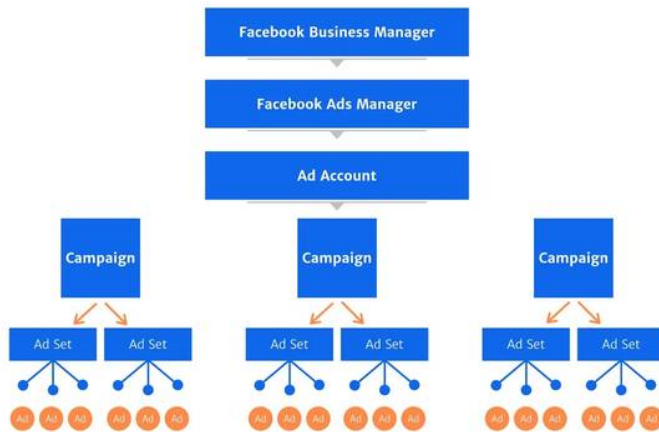 Facebook Business Manager
Facebook Ads Manager
Ad Account
Campaign Campaign Campaign
Ad Set Ad Set Ad Set Ad Set Ad Set Ad Set
Ad Ad Ad Ad Ad Ad Ad Ad Ad Ad Ad Ad Ad Ad Ad Ad Ad Ad